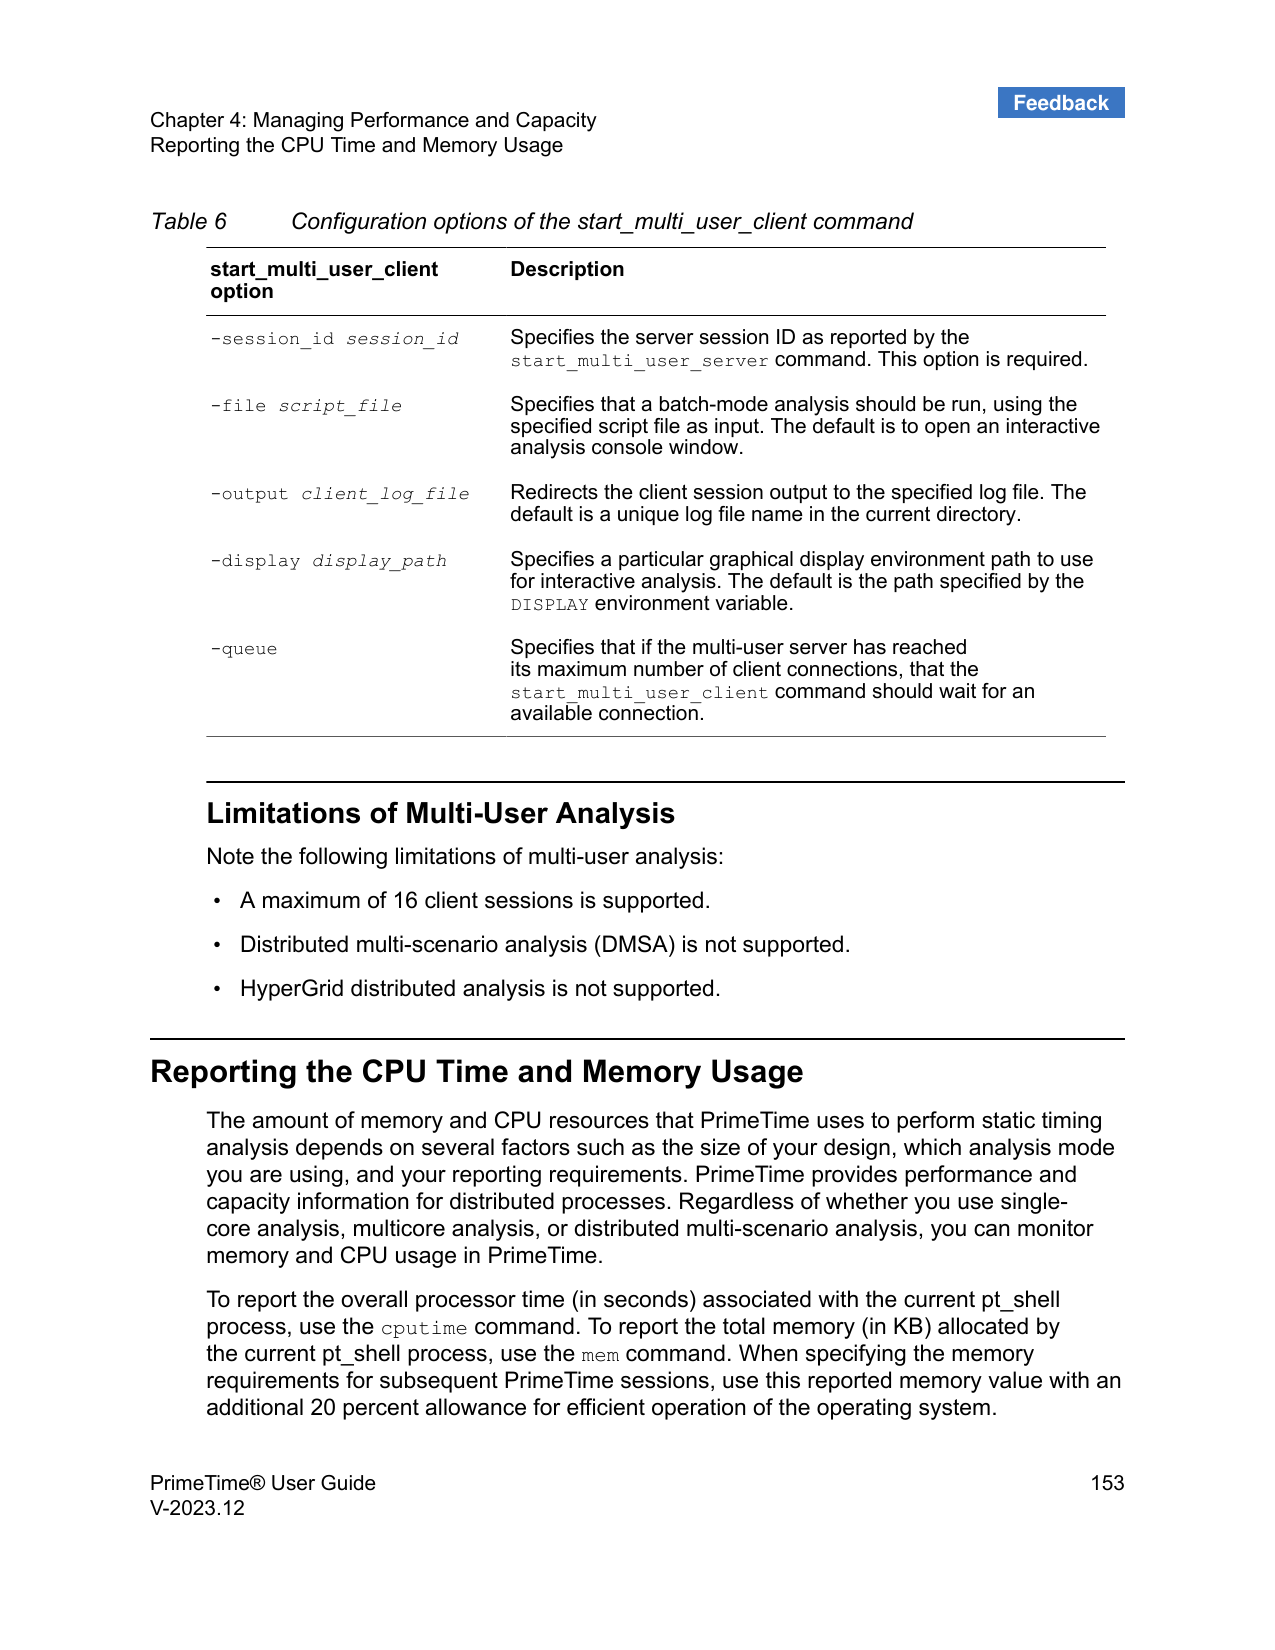 Feedback
Chapter 4: Managing Performance and Capacity
Reporting the CPU Time and Memory Usage
Table 6 Configuration options of the start_multi_user_client command
start_multi_user_client
option
Description
-session_id session_id
Specifies the server session ID as reported by the
start_multi_user_server command. This option is required.
-file script_file
Specifies that a batch-mode analysis should be run, using the
specified script file as input. The default is to open an interactive
analysis console window.
-output client_log_file
Redirects the client session output to the specified log file. The
default is a unique log file name in the current directory.
-display display_path
Specifies a particular graphical display environment path to use
for interactive analysis. The default is the path specified by the
DISPLAY environment variable.
-queue
Specifies that if the multi-user server has reached
its maximum number of client connections, that the
start_multi_user_client command should wait for an
available connection.
Limitations of Multi-User Analysis
Note the following limitations of multi-user analysis:
• A maximum of 16 client sessions is supported.
• Distributed multi-scenario analysis (DMSA) is not supported.
• HyperGrid distributed analysis is not supported.
Reporting the CPU Time and Memory Usage
The amount of memory and CPU resources that PrimeTime uses to perform static timing
analysis depends on several factors such as the size of your design, which analysis mode
you are using, and your reporting requirements. PrimeTime provides performance and
capacity information for distributed processes. Regardless of whether you use single-
core analysis, multicore analysis, or distributed multi-scenario analysis, you can monitor
memory and CPU usage in PrimeTime.
To report the overall processor time (in seconds) associated with the current pt_shell
process, use the cputime command. To report the total memory (in KB) allocated by
the current pt_shell process, use the mem command. When specifying the memory
requirements for subsequent PrimeTime sessions, use this reported memory value with an
additional 20 percent allowance for efficient operation of the operating system.
PrimeTime® User Guide 153
V-2023.12